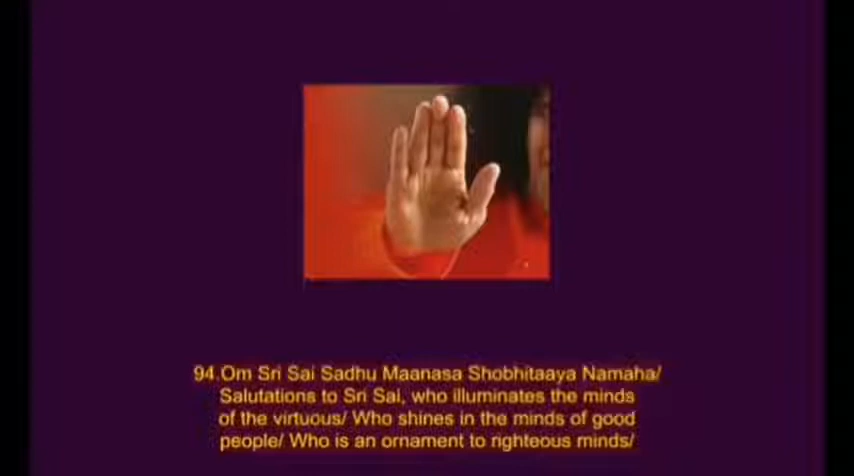 94.Om Sri Sai Sadhu Maanasa Shobhitaaya Namaha/
Salutations to Sri Sai, who illuminates the minds
of the virtuous/ Who shines in the minds of good
people/ Who is an ornament to righteous minds/